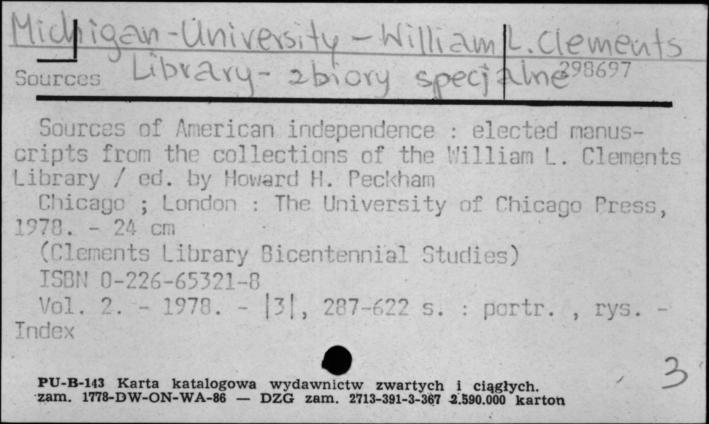 Michigan-University - William L. Clements
Sources Library - zbiory specjalne 298697
Sources of American independence : elected manus-
cripts from the collections of the William L. Clements
Library / ed. by Howard H. Peckham
Chicago ; London : The University of Chicago Press,
1978. - 24 cm
(Clements Library Bicentennial Studies)
ISBN 0-226-65321-8
Vol. 2. - 1978. - |3|, 287-622 s. : portr. , rys. -
Index
3
PU-B-143 Karta katalogowa wydawnictw zwartych i ciągłych.
zam. 1778-DW-ON-WA-86 — DZG zam. 2713-391-3-367 2.590.000 karton